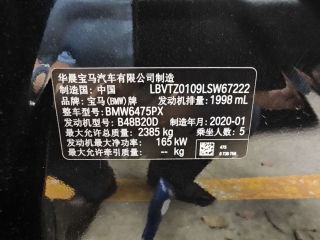 华晨宝马汽车有限公司制造
制造国: 中国 LBVTZ0109LSW67222
品牌: 宝马(BMW)牌 发动机排量: 1998 mL
整车型号: BMW6475PX
发动机型号: B48B20D 制造年月: 2020-01
最大允许总质量: 2385 kg 乘坐人数: 5
发动机最大净功率: 165 kW
最大允许牵引质量: -- kg